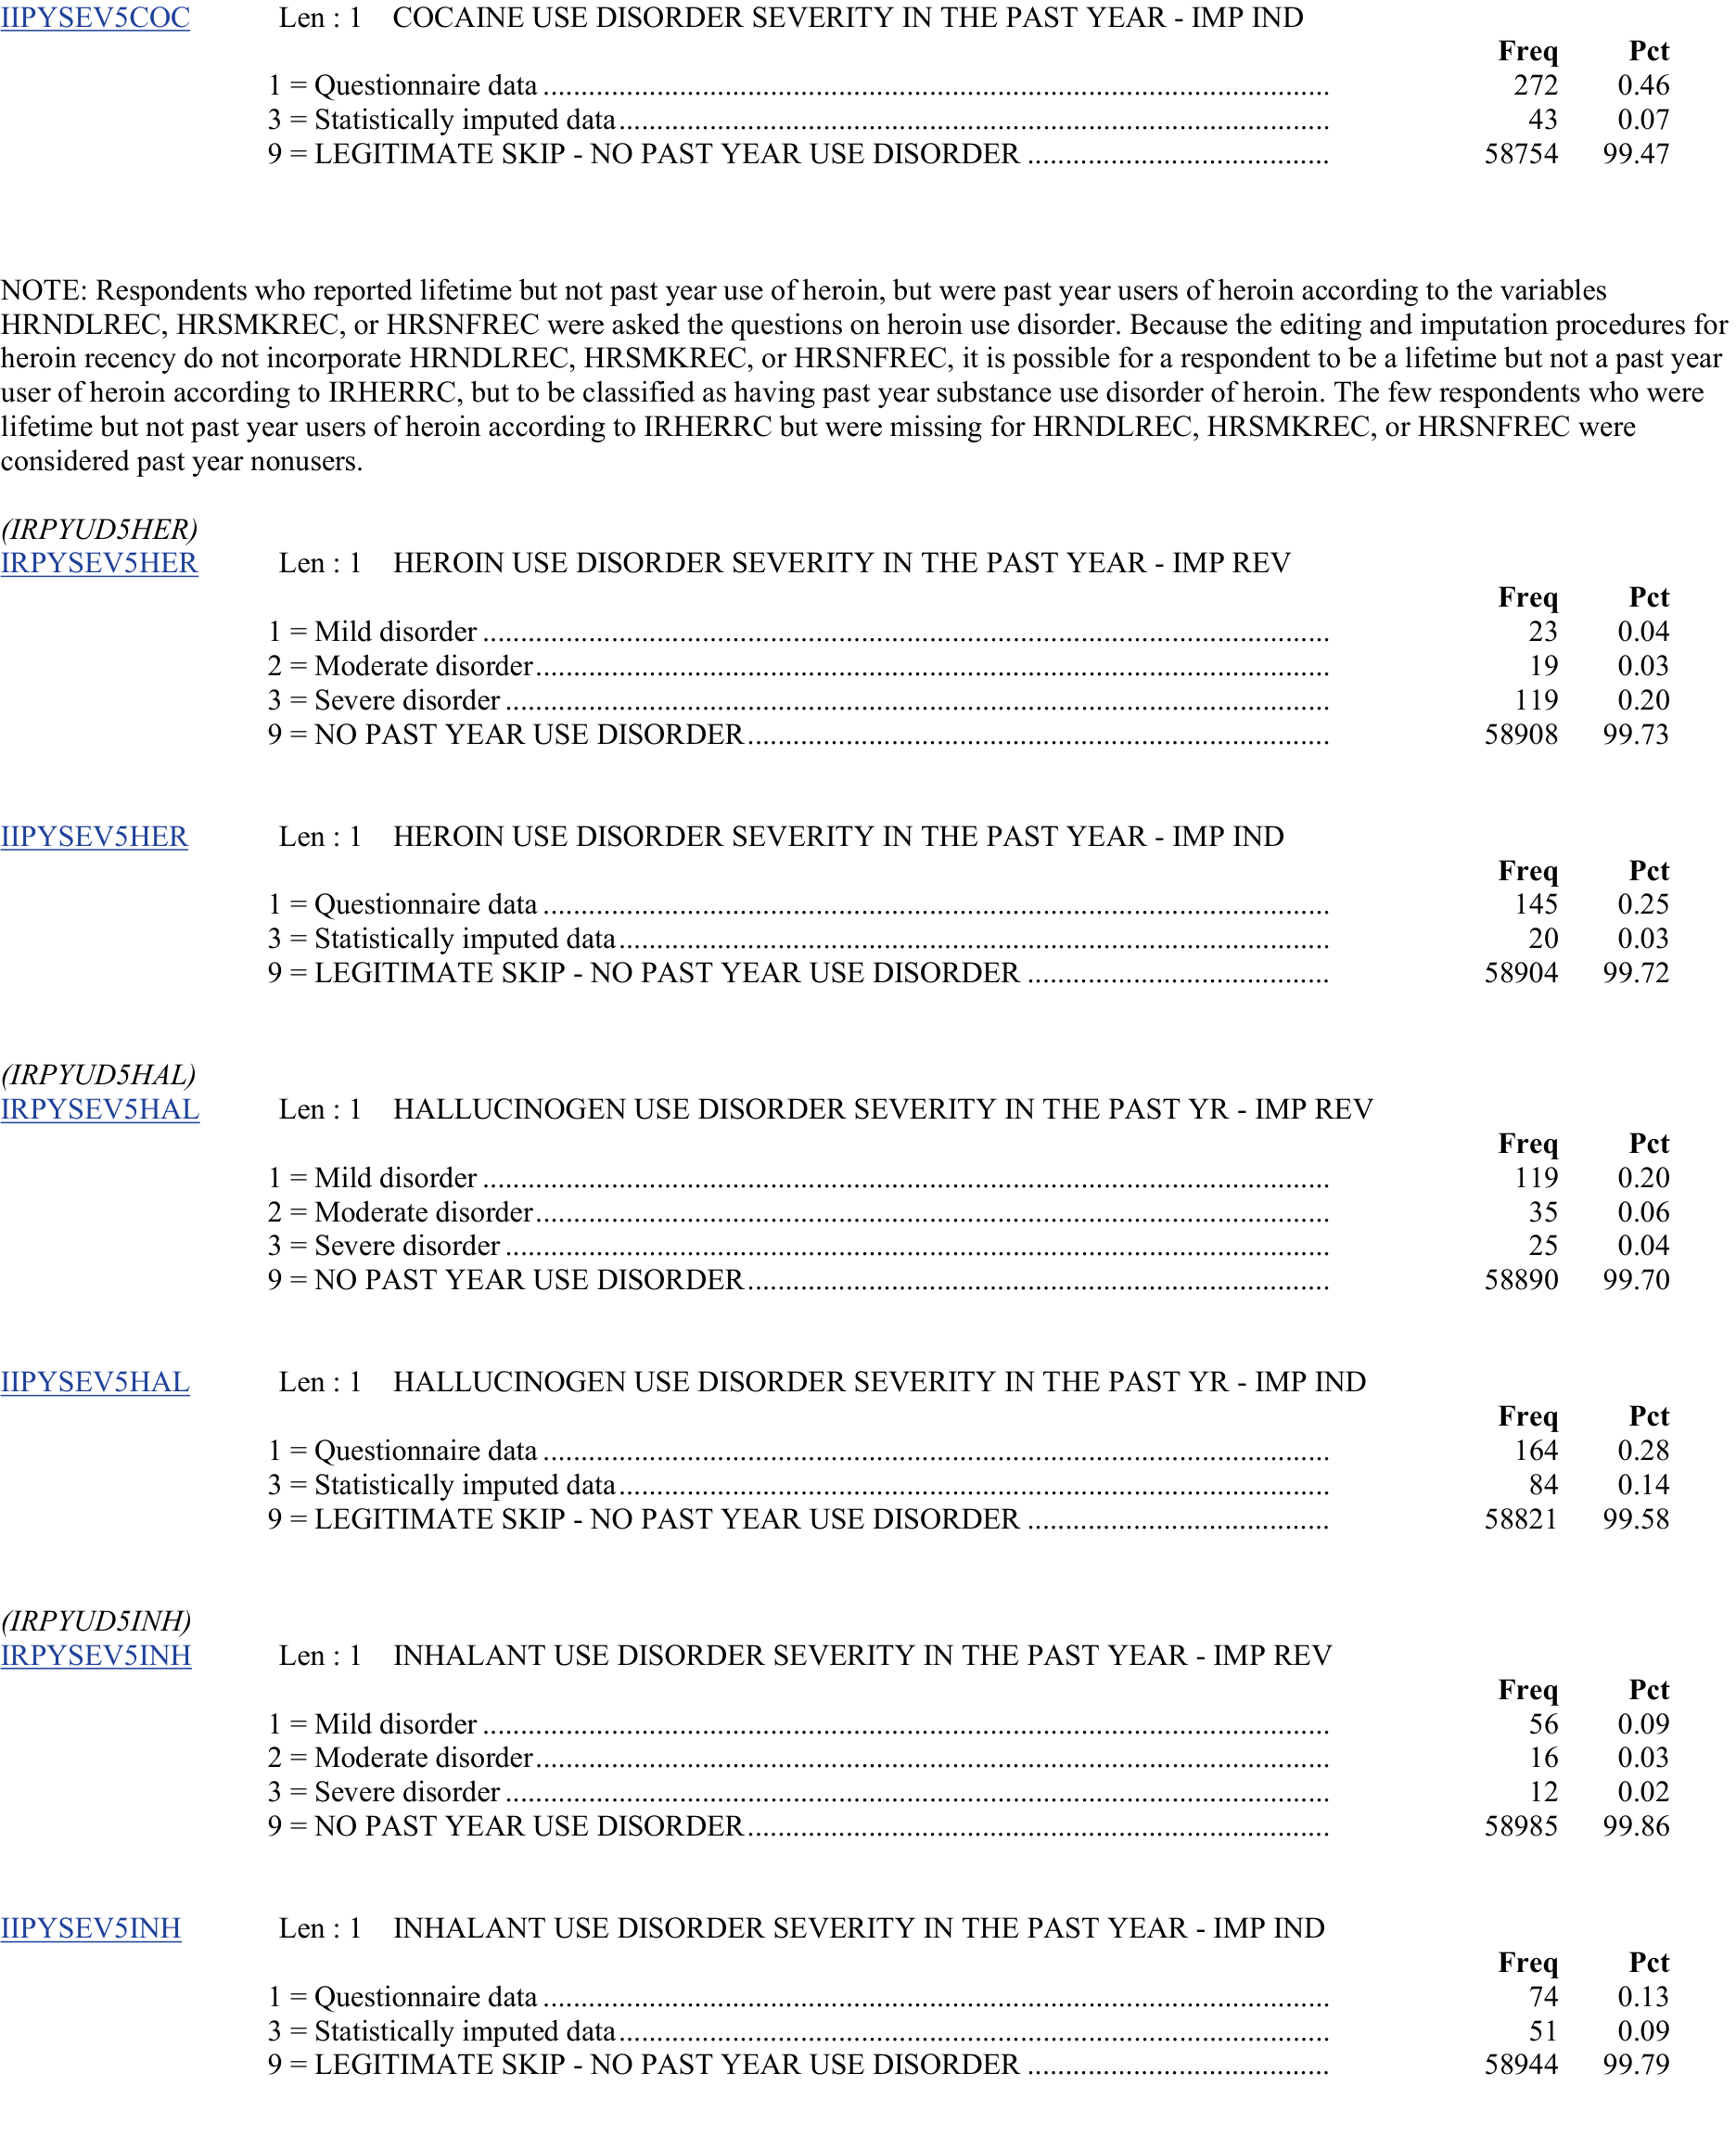 IIPYSEV5COC Len : 1 COCAINE USE DISORDER SEVERITY IN THE PAST YEAR - IMP IND
Freq Pct
1 = Questionnaire data ........................................................................................................ 272 0.46
3 = Statistically imputed data.............................................................................................. 43 0.07
9 = LEGITIMATE SKIP - NO PAST YEAR USE DISORDER ........................................ 58754 99.47
NOTE: Respondents who reported lifetime but not past year use of heroin, but were past year users of heroin according to the variables
HRNDLREC, HRSMKREC, or HRSNFREC were asked the questions on heroin use disorder. Because the editing and imputation procedures for
heroin recency do not incorporate HRNDLREC, HRSMKREC, or HRSNFREC, it is possible for a respondent to be a lifetime but not a past year
user of heroin according to IRHERRC, but to be classified as having past year substance use disorder of heroin. The few respondents who were
lifetime but not past year users of heroin according to IRHERRC but were missing for HRNDLREC, HRSMKREC, or HRSNFREC were
considered past year nonusers.
(IRPYUD5HER)
IRPYSEV5HER Len : 1 HEROIN USE DISORDER SEVERITY IN THE PAST YEAR - IMP REV
Freq Pct
1 = Mild disorder ................................................................................................................ 23 0.04
2 = Moderate disorder......................................................................................................... 19 0.03
3 = Severe disorder ............................................................................................................. 119 0.20
9 = NO PAST YEAR USE DISORDER............................................................................. 58908 99.73
IIPYSEV5HER Len : 1 HEROIN USE DISORDER SEVERITY IN THE PAST YEAR - IMP IND
Freq Pct
1 = Questionnaire data ........................................................................................................ 145 0.25
3 = Statistically imputed data.............................................................................................. 20 0.03
9 = LEGITIMATE SKIP - NO PAST YEAR USE DISORDER ........................................ 58904 99.72
(IRPYUD5HAL)
IRPYSEV5HAL Len : 1 HALLUCINOGEN USE DISORDER SEVERITY IN THE PAST YR - IMP REV
Freq Pct
1 = Mild disorder ................................................................................................................ 119 0.20
2 = Moderate disorder......................................................................................................... 35 0.06
3 = Severe disorder ............................................................................................................. 25 0.04
9 = NO PAST YEAR USE DISORDER............................................................................. 58890 99.70
IIPYSEV5HAL Len : 1 HALLUCINOGEN USE DISORDER SEVERITY IN THE PAST YR - IMP IND
Freq Pct
1 = Questionnaire data ........................................................................................................ 164 0.28
3 = Statistically imputed data.............................................................................................. 84 0.14
9 = LEGITIMATE SKIP - NO PAST YEAR USE DISORDER ........................................ 58821 99.58
(IRPYUD5INH)
IRPYSEV5INH Len : 1 INHALANT USE DISORDER SEVERITY IN THE PAST YEAR - IMP REV
Freq Pct
1 = Mild disorder ................................................................................................................ 56 0.09
2 = Moderate disorder......................................................................................................... 16 0.03
3 = Severe disorder ............................................................................................................. 12 0.02
9 = NO PAST YEAR USE DISORDER............................................................................. 58985 99.86
IIPYSEV5INH Len : 1 INHALANT USE DISORDER SEVERITY IN THE PAST YEAR - IMP IND
Freq Pct
1 = Questionnaire data ........................................................................................................ 74 0.13
3 = Statistically imputed data.............................................................................................. 51 0.09
9 = LEGITIMATE SKIP - NO PAST YEAR USE DISORDER ........................................ 58944 99.79